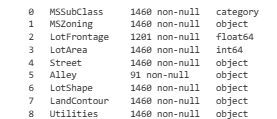 0 MSSubClass 1460 non-null category
1 MSZoning 1460 non-null object
2 LotFrontage 1201 non-null float64
3 LotArea 1460 non-null int64
4 Street 1460 non-null object
5 Alley 91 non-null object
6 LotShape 1460 non-null object
7 LandContour 1460 non-null object
8 Utilities 1460 non-null object